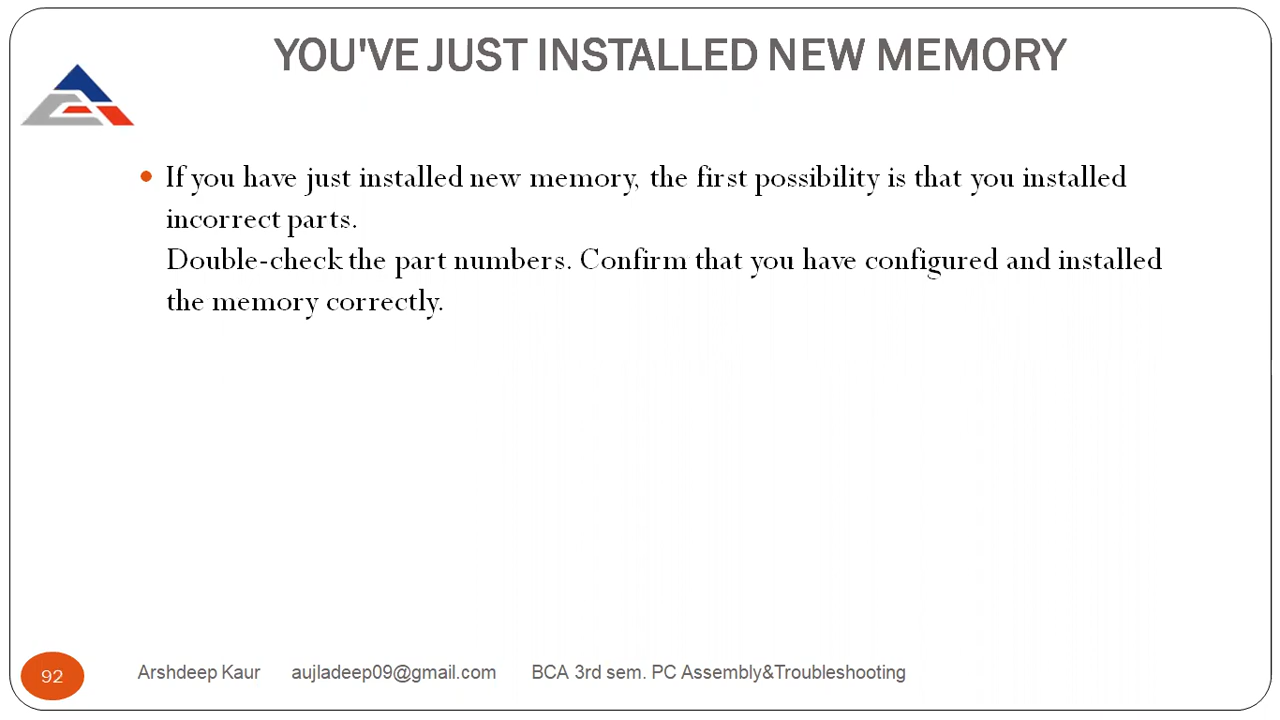 YOU'VE JUST INSTALLED NEW MEMORY
• If you have just installed new memory, the first possibility is that you installed
incorrect parts.
Double-check the part numbers. Confirm that you have configured and installed
the memory correctly.
92 Arshdeep Kaur aujladeep09@gmail.com BCA 3rd sem. PC Assembly&Troubleshooting